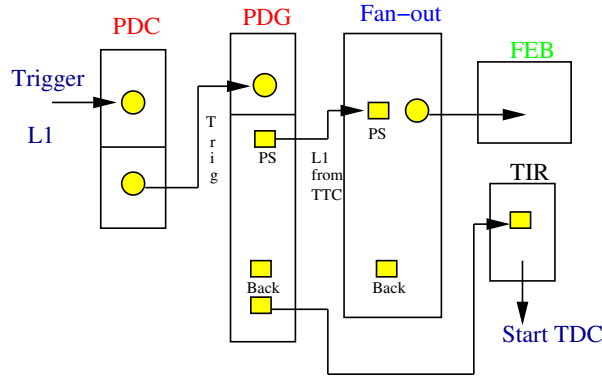 PDC
PDG
Fan-out
FEB
Trigger
L1
T
r
i
g
PS
L1
from
TTC
PS
TIR
Back
Back
Start TDC